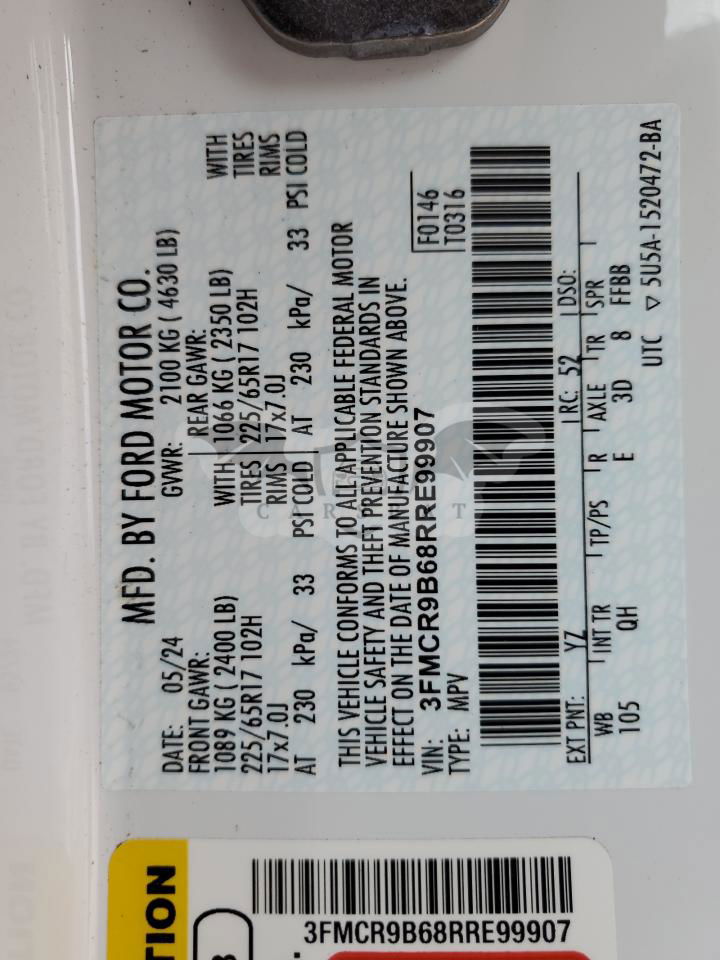 MFD. BY FORD MOTOR CO.
DATE: 05/24 GVWR: 2100 KG ( 4630 LB)
FRONT GAWR: REAR GAWR:
1089 KG ( 2400 LB) WITH 1066 KG ( 2350 LB) WITH
225/65R17 102H TIRES 225/65R17 102H TIRES
17x7.0J RIMS 17x7.0J RIMS
AT 230 kPa/ 33 PSI COLD AT 230 kPa/ 33 PSI COLD
THIS VEHICLE CONFORMS TO ALL APPLICABLE FEDERAL MOTOR
VEHICLE SAFETY AND THEFT PREVENTION STANDARDS IN
EFFECT ON THE DATE OF MANUFACTURE SHOWN ABOVE.
VIN: 3FMCR9B68RRE99907 F0146
TYPE: MPV T0316
EXT PNT: YZ RC: 52 DSO:
WB INT TR TP/PS R AXLE TR SPR
105 QH E 3D 8 FFBB
UTC ▽ 5U5A-1520472-BA
TION
3FMCR9B68RRE99907